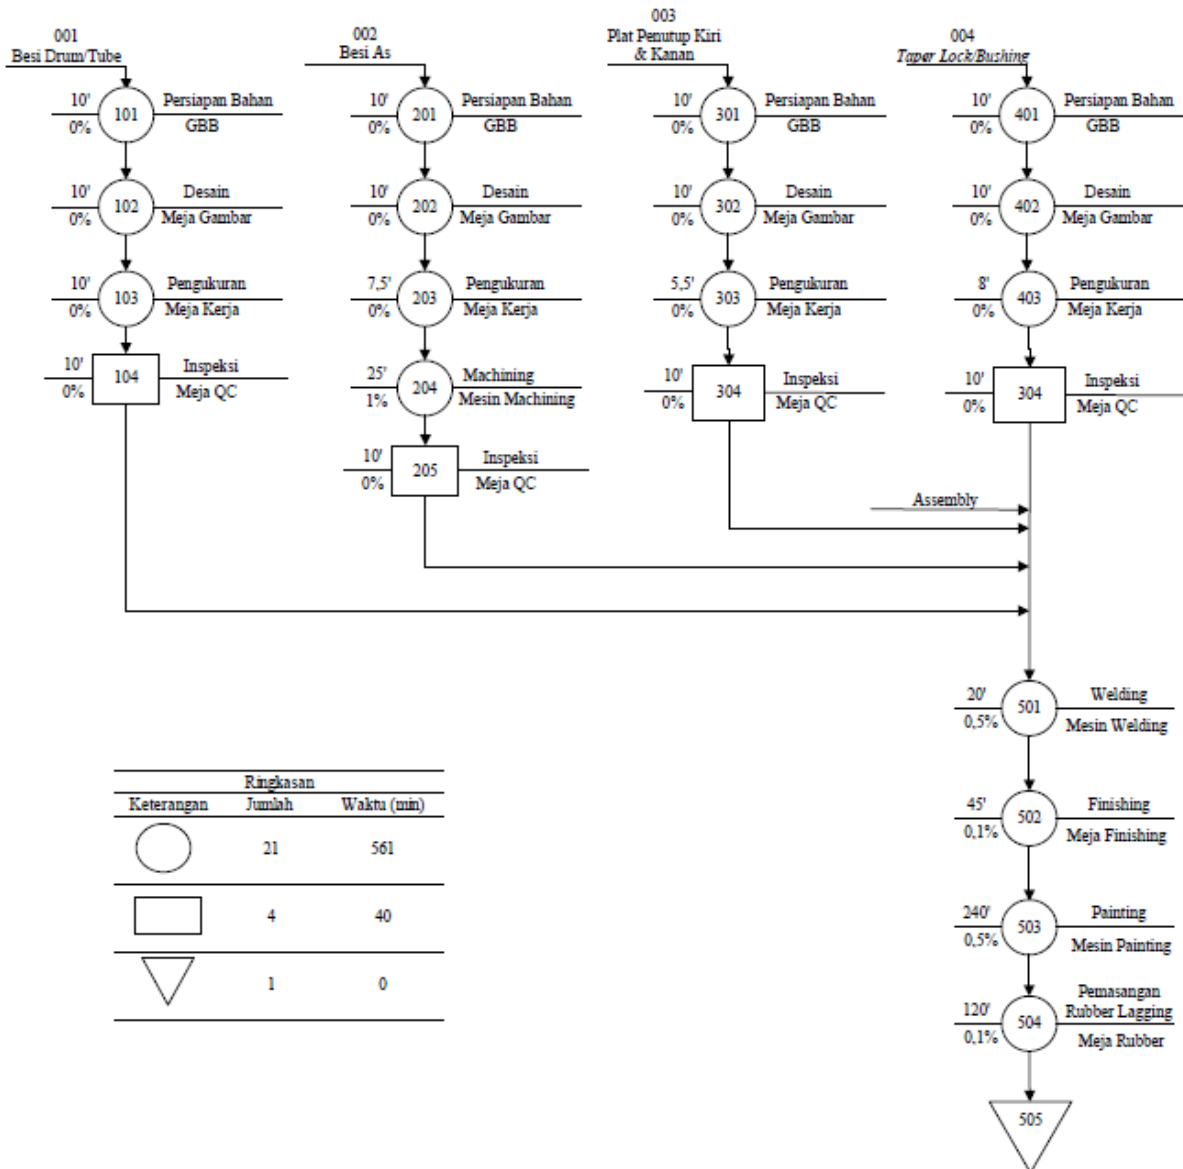 001
Besi Drum/Tube
10'
0%
101
Persiapan Bahan
GBB
10'
0%
102
Desain
Meja Gambar
10'
0%
103
Pengukuran
Meja Kerja
10'
0%
104
Inspeksi
Meja QC
002
Besi As
10'
0%
201
Persiapan Bahan
GBB
10'
0%
202
Desain
Meja Gambar
7,5'
0%
203
Pengukuran
Meja Kerja
25'
1%
204
Machining
Mesin Machining
10'
0%
205
Inspeksi
Meja QC
003
Plat Penutup Kiri
& Kanan
10'
0%
301
Persiapan Bahan
GBB
10'
0%
302
Desain
Meja Gambar
5,5'
0%
303
Pengukuran
Meja Kerja
10'
0%
304
Inspeksi
Meja QC
004
Taper Lock/Bushing
10'
0%
401
Persiapan Bahan
GBB
10'
0%
402
Desain
Meja Gambar
8'
0%
403
Pengukuran
Meja Kerja
10'
0%
304
Inspeksi
Meja QC
Assembly
20'
0,5%
501
Welding
Mesin Welding
45'
0,1%
502
Finishing
Meja Finishing
240'
0,5%
503
Painting
Mesin Painting
120'
0,1%
504
Pemasangan
Rubber Lagging
Meja Rubber
505
Ringkasan
Keterangan Jumlah Waktu (min)
21 561
4 40
1 0